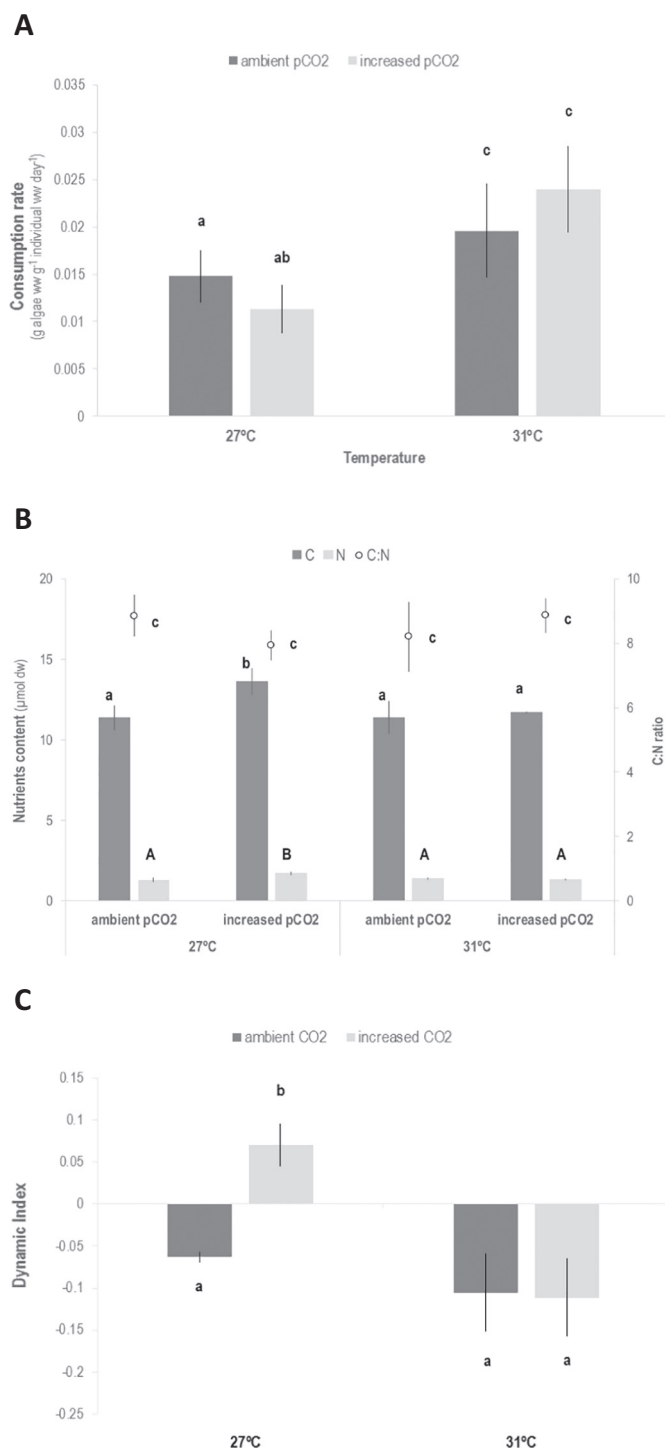 A
ambient pCO2 increased pCO2
0.035
0.03
0.025
0.02
0.015
0.01
0.005
0
Consumption rate
(g algae ww g⁻¹ individual ww day⁻¹)
a
ab
c
c
27ºC
31ºC
Temperature
B
C N C:N
20
15
10
5
0
Nutrients content (µmol dw)
10
8
6
4
2
0
C:N ratio
c
c
c
c
a
b
a
a
A
B
A
A
ambient pCO2
increased pCO2
ambient pCO2
increased pCO2
27ºC
31ºC
C
ambient CO2 increased CO2
0.15
0.1
0.05
0
-0.05
-0.1
-0.15
-0.2
-0.25
Dynamic Index
b
a
a
a
27ºC
31ºC